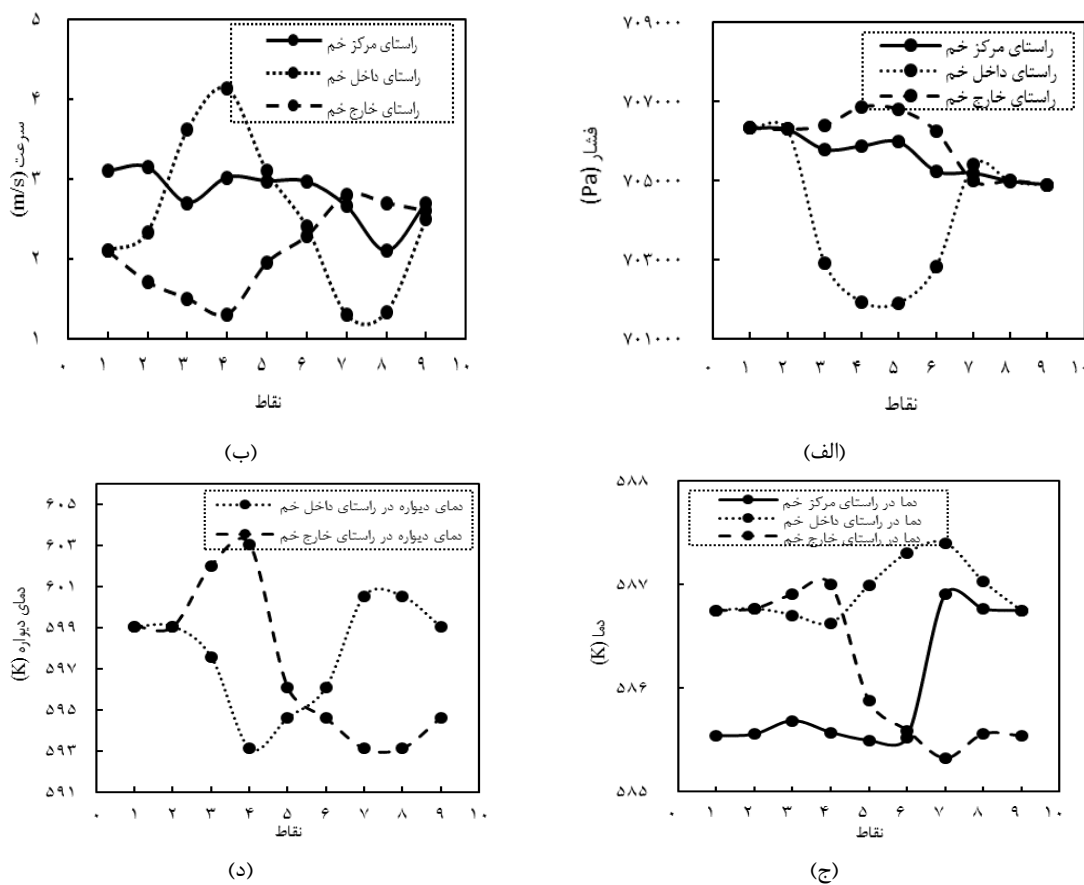 ۷۰۹۰۰۰
۷۰۷۰۰۰
۷۰۵۰۰۰
۷۰۳۰۰۰
۷۰۱۰۰۰
فشار (Pa)
راستای مرکز خم
راستای داخل خم
راستای خارج خم
۰ ۱ ۲ ۳ ۴ ۵ ۶ ۷ ۸ ۹ ۱۰
نقاط
(الف)
۵
۴
۳
۲
۱
سرعت (m/s)
راستای مرکز خم
راستای داخل خم
راستای خارج خم
۰ ۱ ۲ ۳ ۴ ۵ ۶ ۷ ۸ ۹ ۱۰
نقاط
(ب)
۵۸۸
۵۸۷
۵۸۶
۵۸۵
دما (K)
دما در راستای مرکز خم
دما در راستای داخل خم
دما در راستای خارج خم
۰ ۱ ۲ ۳ ۴ ۵ ۶ ۷ ۸ ۹ ۱۰
نقاط
(ج)
۶۰۵
۶۰۳
۶۰۱
۵۹۹
۵۹۷
۵۹۵
۵۹۳
۵۹۱
دمای دیواره (K)
دمای دیواره در راستای داخل خم
دمای دیواره در راستای خارج خم
۰ ۱ ۲ ۳ ۴ ۵ ۶ ۷ ۸ ۹ ۱۰
نقاط
(د)